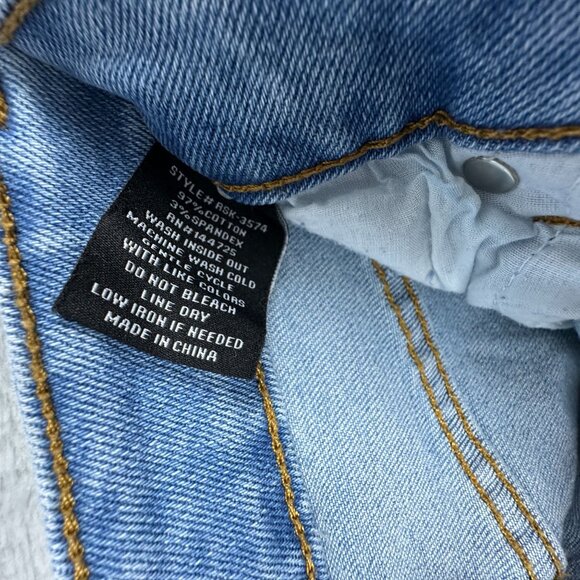 STYLE# RSK-3574
97%COTTON
3%SPANDEX
RN#124725
WASH INSIDE OUT
MACHINE WASH COLD
GENTLE CYCLE
WITH LIKE COLORS
DO NOT BLEACH
LINE DRY
LOW IRON IF NEEDED
MADE IN CHINA